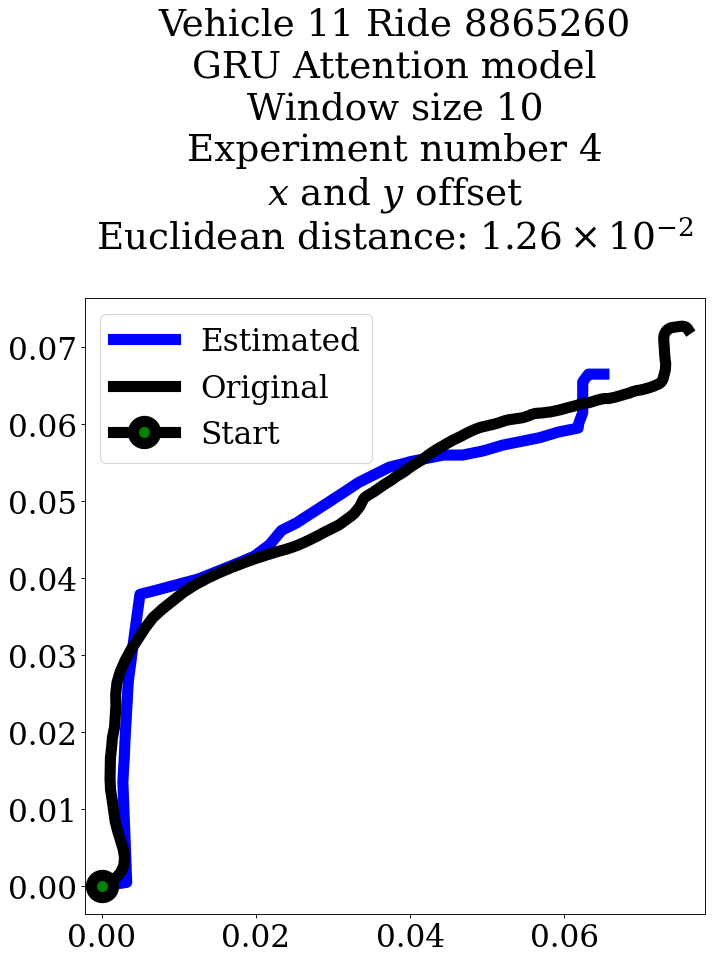 Vehicle 11 Ride 8865260
GRU Attention model
Window size 10
Experiment number 4
x and y offset
Euclidean distance: 1.26 × 10⁻²
Estimated
Original
Start
0.07
0.06
0.05
0.04
0.03
0.02
0.01
0.00
0.00 0.02 0.04 0.06